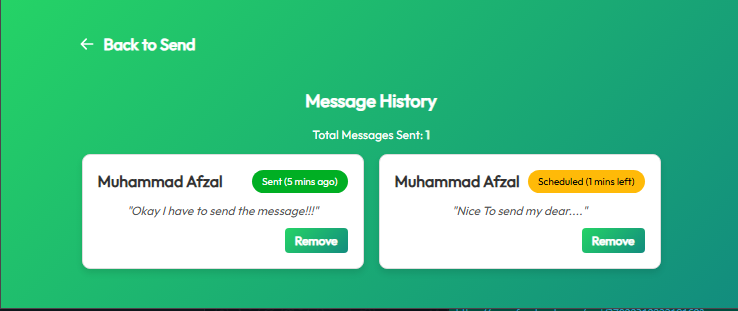 ← Back to Send
Message History
Total Messages Sent: 1
Muhammad Afzal
Sent (5 mins ago)
"Okay I have to send the message!!!"
Remove
Muhammad Afzal
Scheduled (1 mins left)
"Nice To send my dear...."
Remove